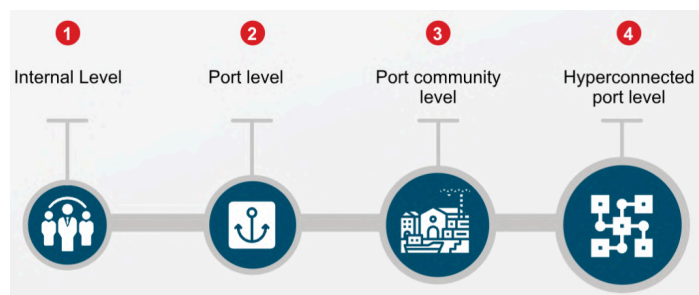 1
Internal Level
2
Port level
3
Port community
level
4
Hyperconnected
port level